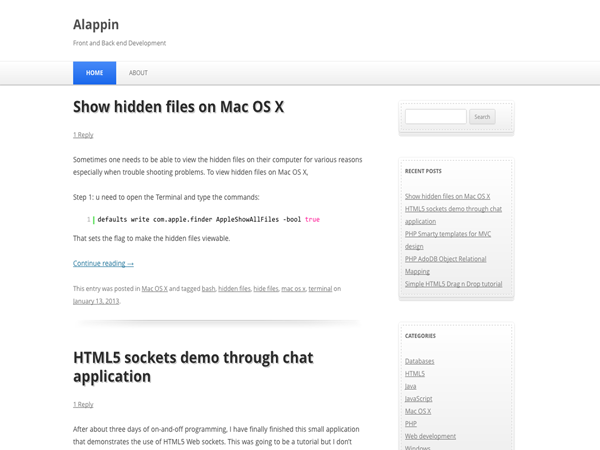 Alappin
Front and Back end Development
HOME
ABOUT
Show hidden files on Mac OS X
1 Reply
Sometimes one needs to be able to view the hidden files on their computer for various reasons
especially when trouble shooting problems. To view hidden files on Mac OS X,
Step 1: u need to open the Terminal and type the commands:
1 defaults write com.apple.finder AppleShowAllFiles -bool true
That sets the flag to make the hidden files viewable.
Continue reading →
This entry was posted in Mac OS X and tagged bash, hidden files, hide files, mac os x, terminal on
January 13, 2013.
HTML5 sockets demo through chat
application
1 Reply
After about three days of on-and-off programming, I have finally finished this small application
that demonstrates the use of HTML5 Web sockets. This was going to be a tutorial but I don't
Search
RECENT POSTS
Show hidden files on Mac OS X
HTML5 sockets demo through chat
application
PHP Smarty templates for MVC
design
PHP AdoDB Object Relational
Mapping
Simple HTML5 Drag n Drop tutorial
CATEGORIES
Databases
HTML5
Java
JavaScript
Mac OS X
PHP
Web development
Windows